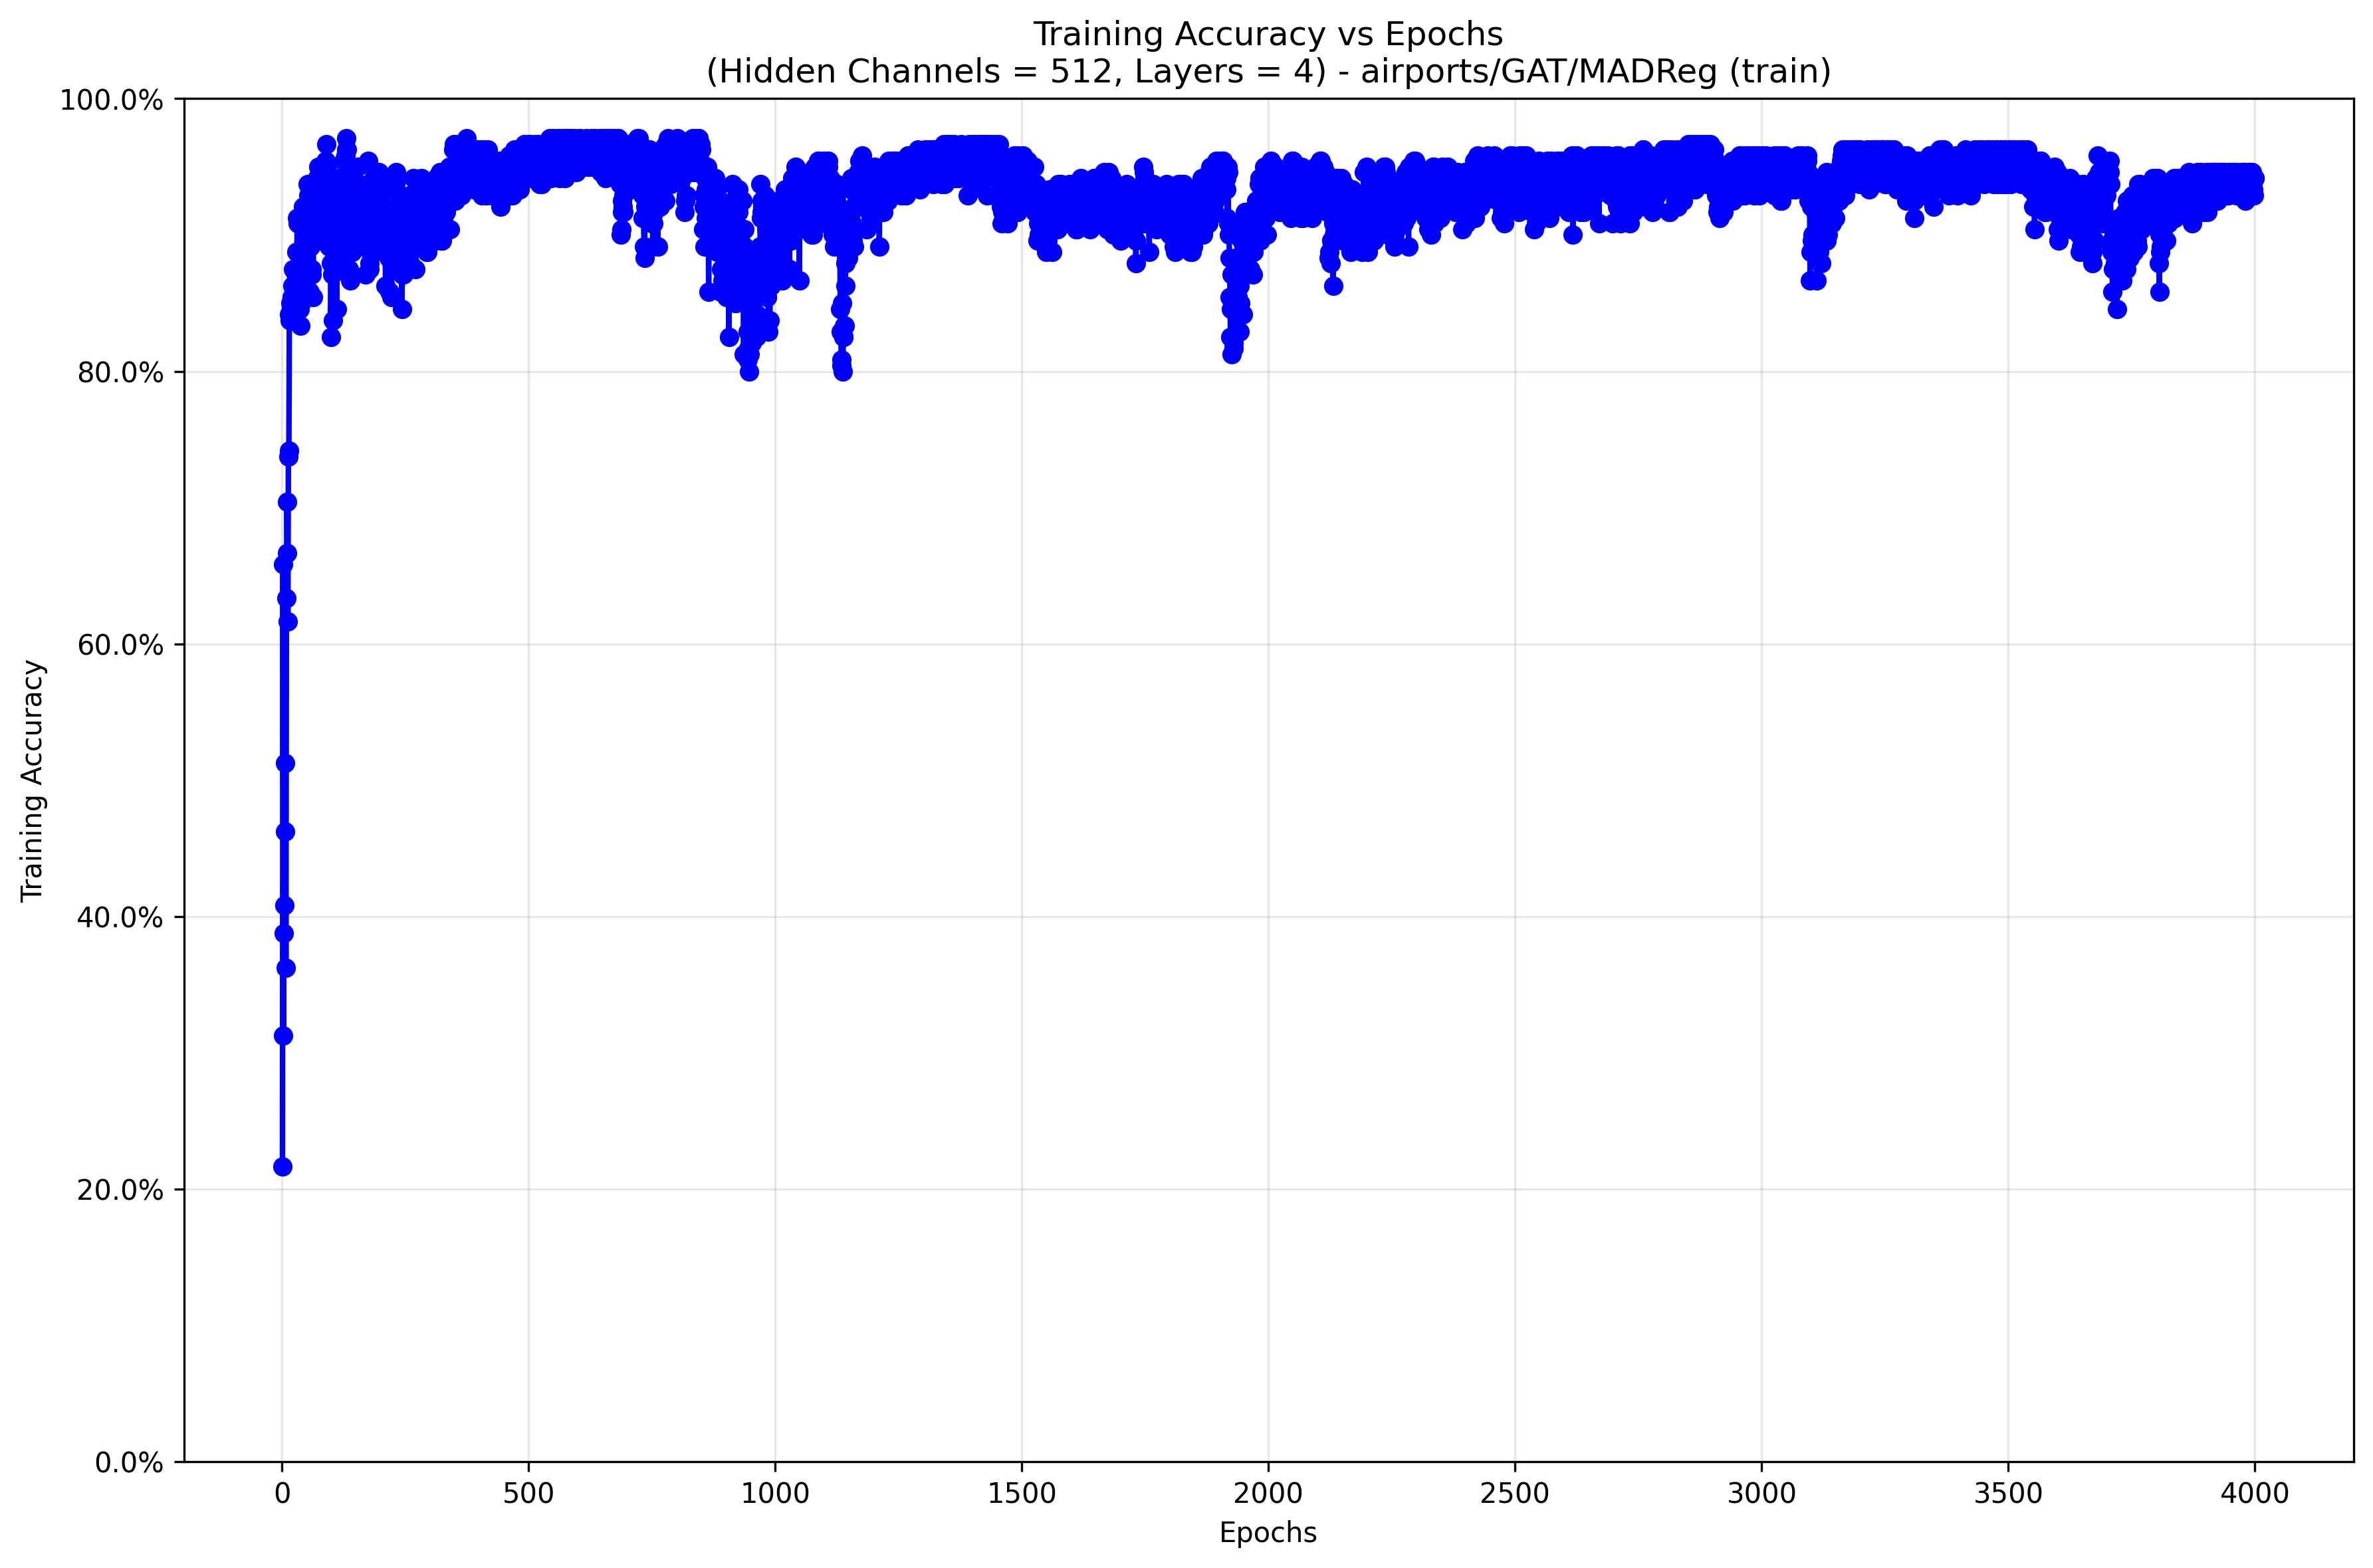 Training Accuracy vs Epochs
(Hidden Channels = 512, Layers = 4) - airports/GAT/MADReg (train)
100.0%
80.0%
60.0%
40.0%
20.0%
0.0%
Training Accuracy
0 500 1000 1500 2000 2500 3000 3500 4000
Epochs